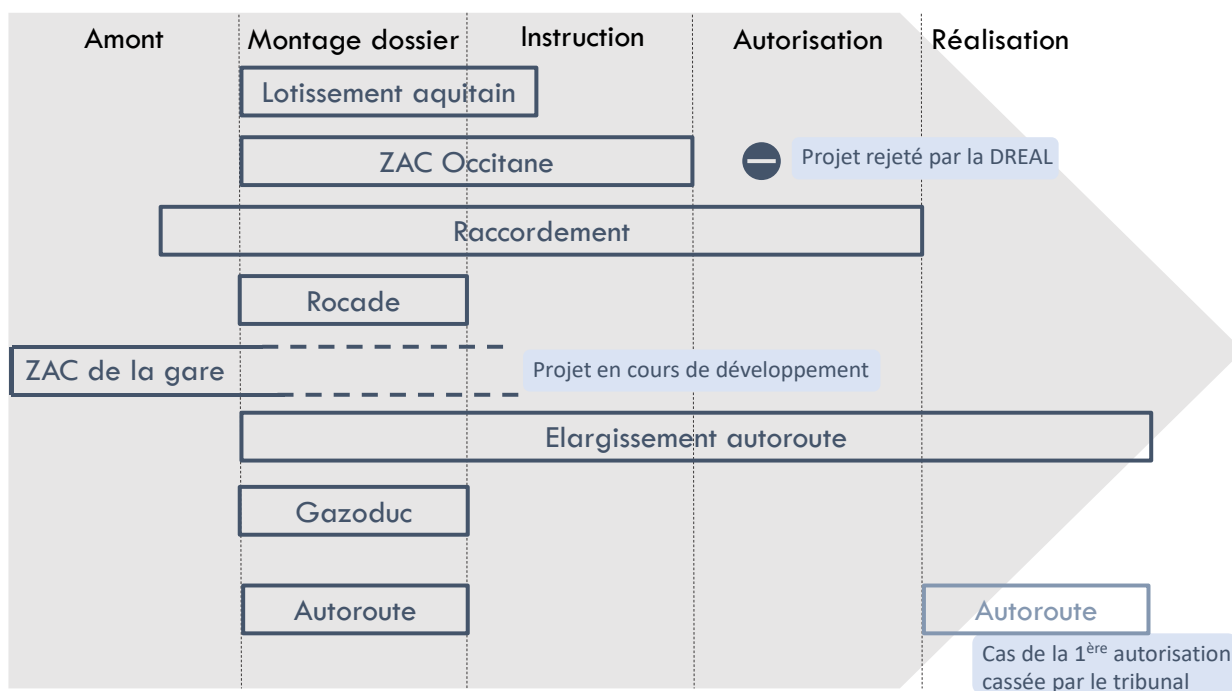 Amont
Montage dossier
Instruction
Autorisation
Réalisation
Lotissement aquitain
ZAC Occitane
Projet rejeté par la DREAL
Raccordement
Rocade
ZAC de la gare
Projet en cours de développement
Elargissement autoroute
Gazoduc
Autoroute
Autoroute
Cas de la 1ère autorisation
cassée par le tribunal